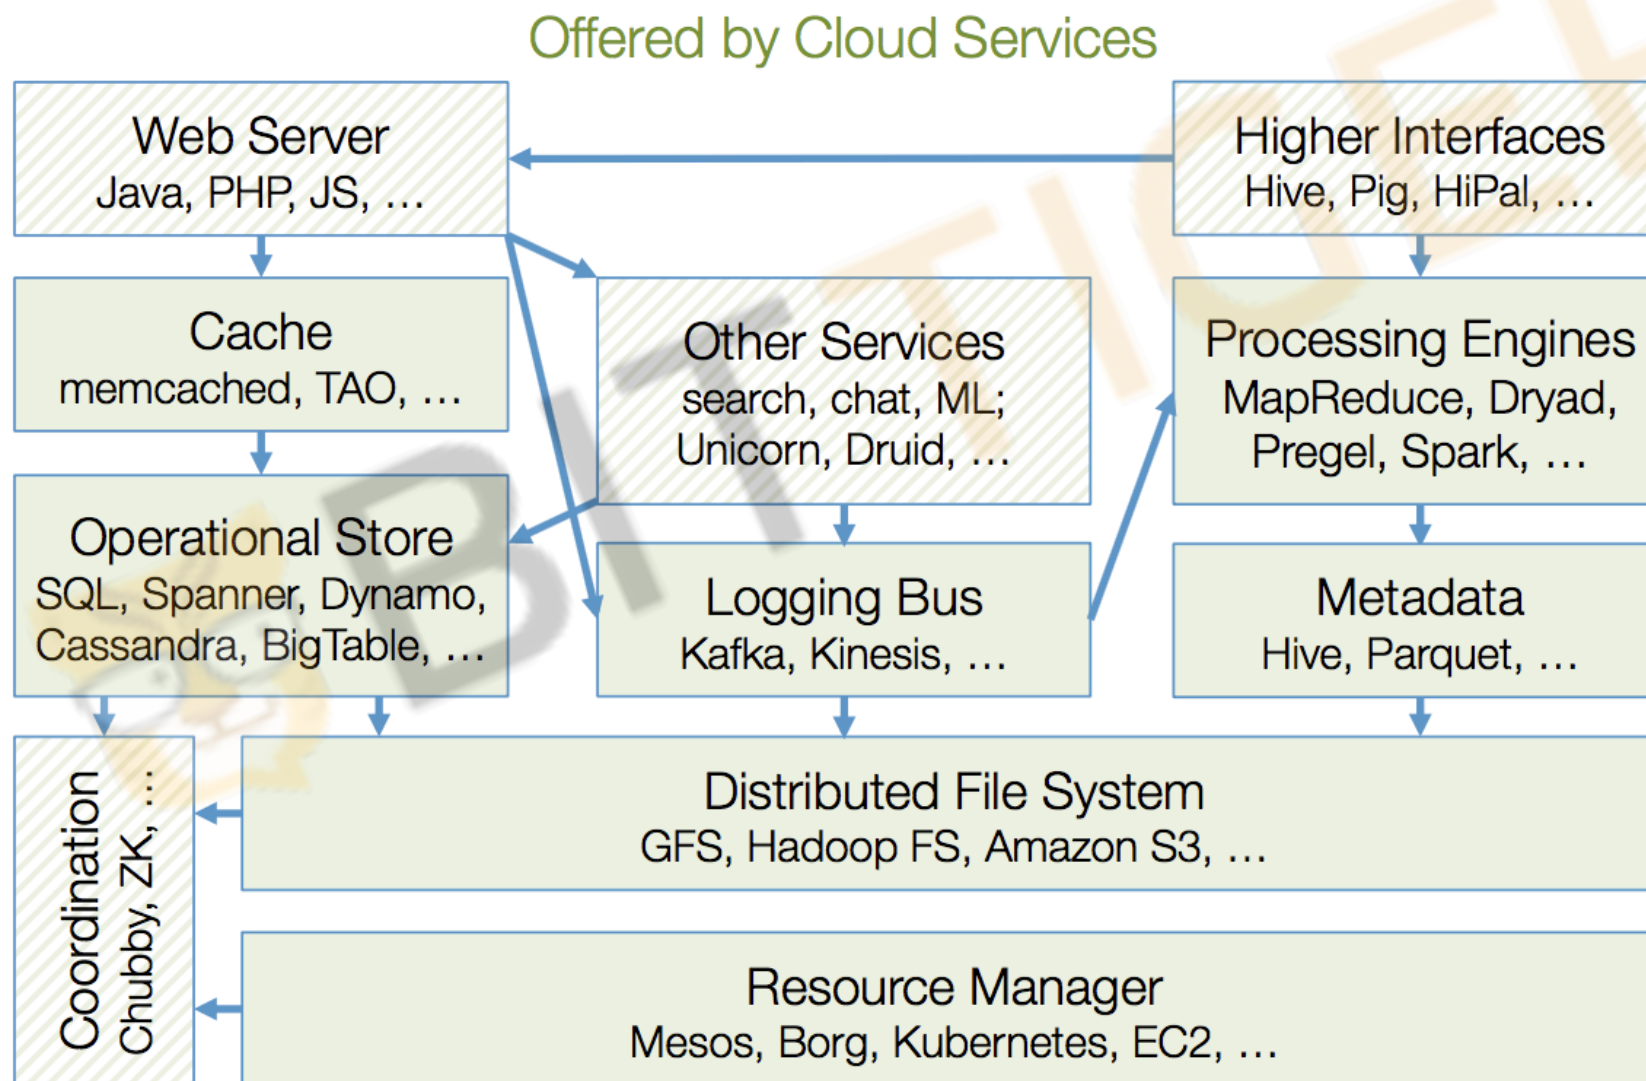 Offered by Cloud Services
Web Server
Java, PHP, JS, …
Higher Interfaces
Hive, Pig, HiPal, …
Cache
memcached, TAO, …
Other Services
search, chat, ML;
Unicorn, Druid, …
Processing Engines
MapReduce, Dryad,
Pregel, Spark, …
Operational Store
SQL, Spanner, Dynamo,
Cassandra, BigTable, …
Logging Bus
Kafka, Kinesis, …
Metadata
Hive, Parquet, …
Coordination
Chubby, ZK, …
Distributed File System
GFS, Hadoop FS, Amazon S3, …
Resource Manager
Mesos, Borg, Kubernetes, EC2, …
BITTIGER